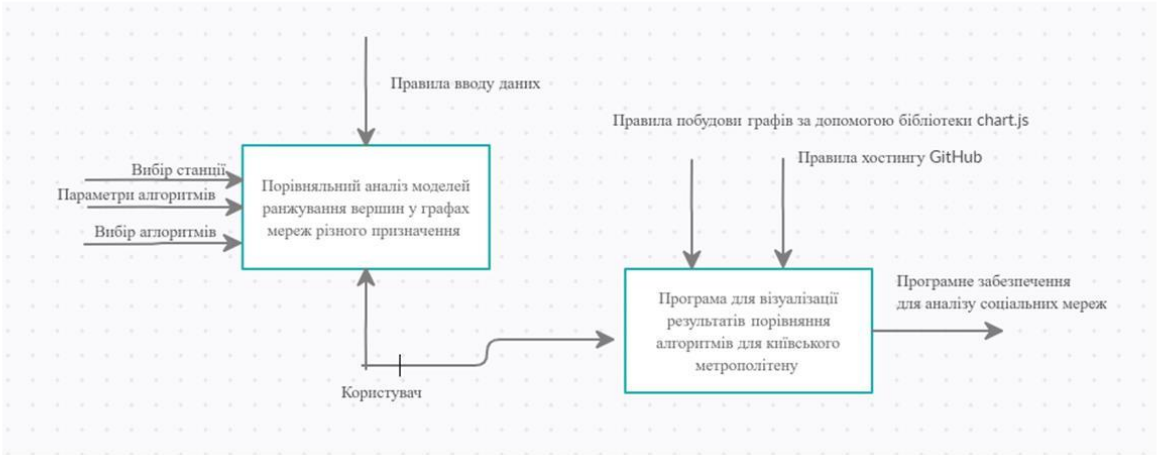 Правила вводу даних
Правила побудови графів за допомогою бібліотеки chart.js
Правила хостингу GitHub
Вибір станції
Параметри алгоритмів
Вибір аглоритмів
Порівняльний аналіз моделей
ранжування вершин у графах
мереж різного призначення
Програмне забезпечення
для аналізу соціальних мереж
Програма для візуалізації
результатів порівняння
алгоритмів для київського
метрополітену
Користувач